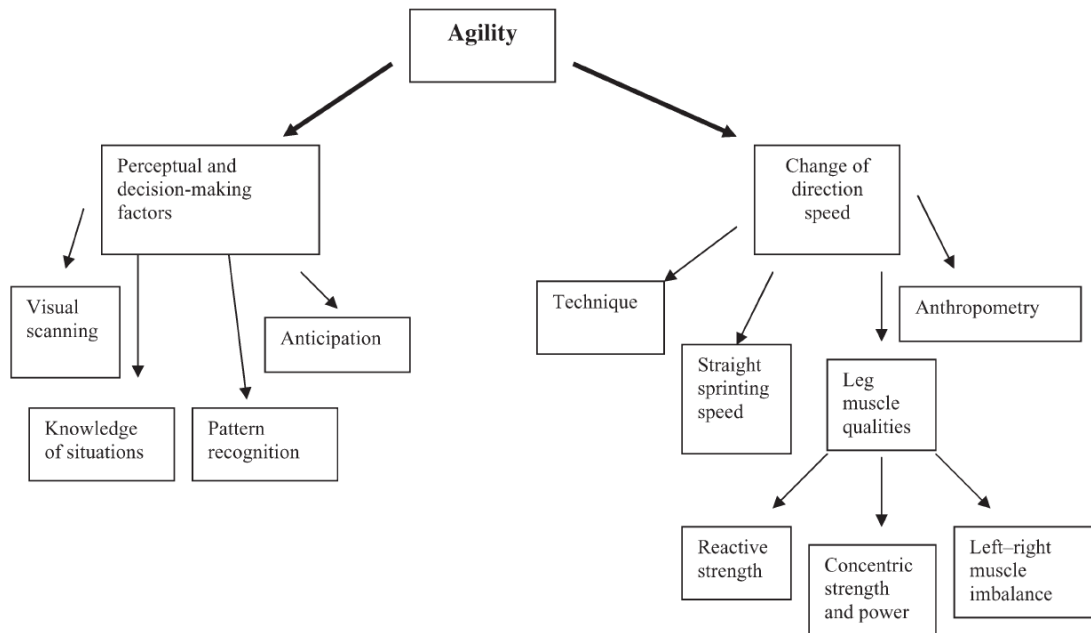 Agility
Perceptual and
decision-making
factors
Change of
direction
speed
Visual
scanning
Anticipation
Technique
Anthropometry
Straight
sprinting
speed
Leg
muscle
qualities
Knowledge
of situations
Pattern
recognition
Reactive
strength
Concentric
strength
and power
Left–right
muscle
imbalance